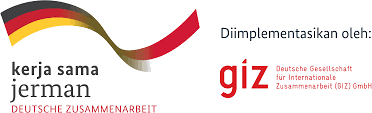 kerja sama
jerman
DEUTSCHE ZUSAMMENARBEIT
Diimplementasikan oleh:
giz
Deutsche Gesellschaft
für Internationale
Zusammenarbeit (GIZ) GmbH